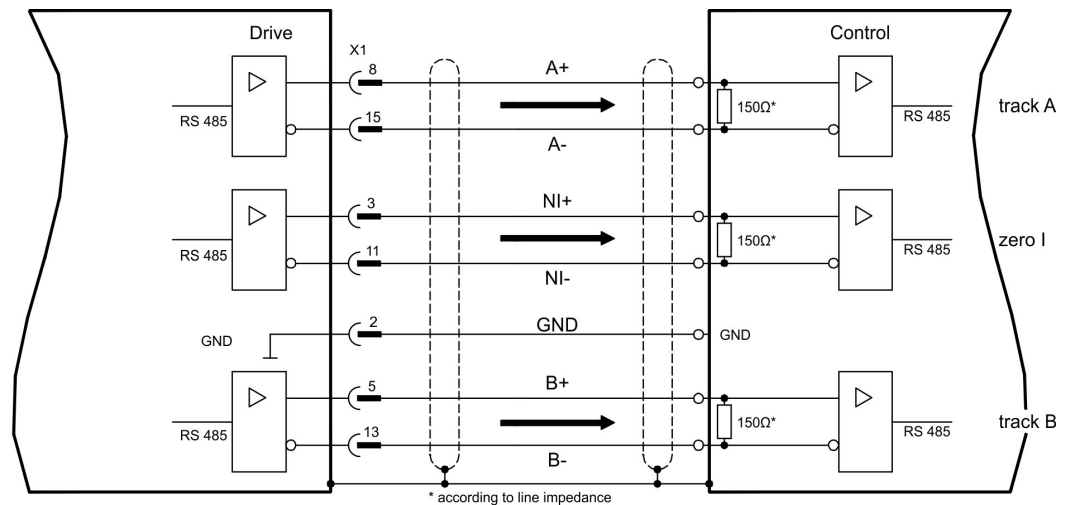 Drive
Control
X1
8
A+
150Ω*
RS 485
RS 485
track A
15
A-
3
NI+
150Ω*
RS 485
RS 485
zero I
11
NI-
2
GND
GND
GND
5
B+
150Ω*
RS 485
RS 485
track B
13
B-
* according to line impedance